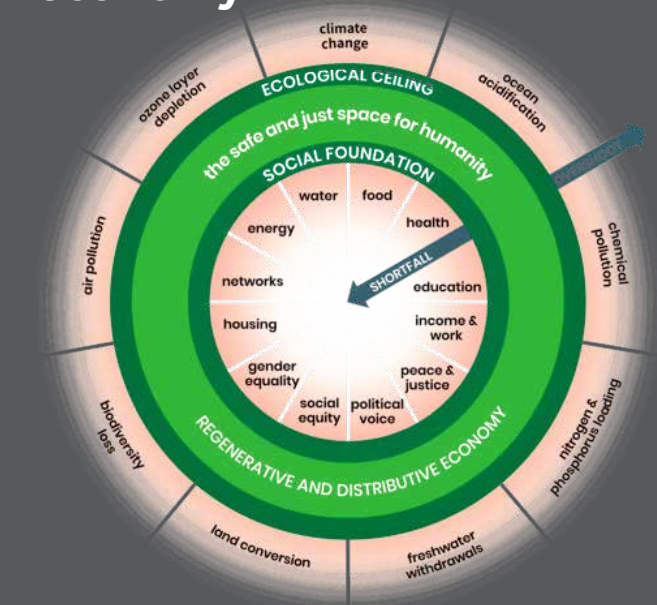 climate
change
ocean
acidification
chemical
pollution
nitrogen &
phosphorus loading
freshwater
withdrawals
land conversion
biodiversity
loss
air pollution
ozone layer
depletion
ECOLOGICAL CEILING
the safe and just space for humanity
SOCIAL FOUNDATION
OVERSHOOT
water
food
energy
health
networks
SHORTFALL
education
housing
income &
work
gender
equality
peace &
justice
social
equity
political
voice
REGENERATIVE AND DISTRIBUTIVE ECONOMY